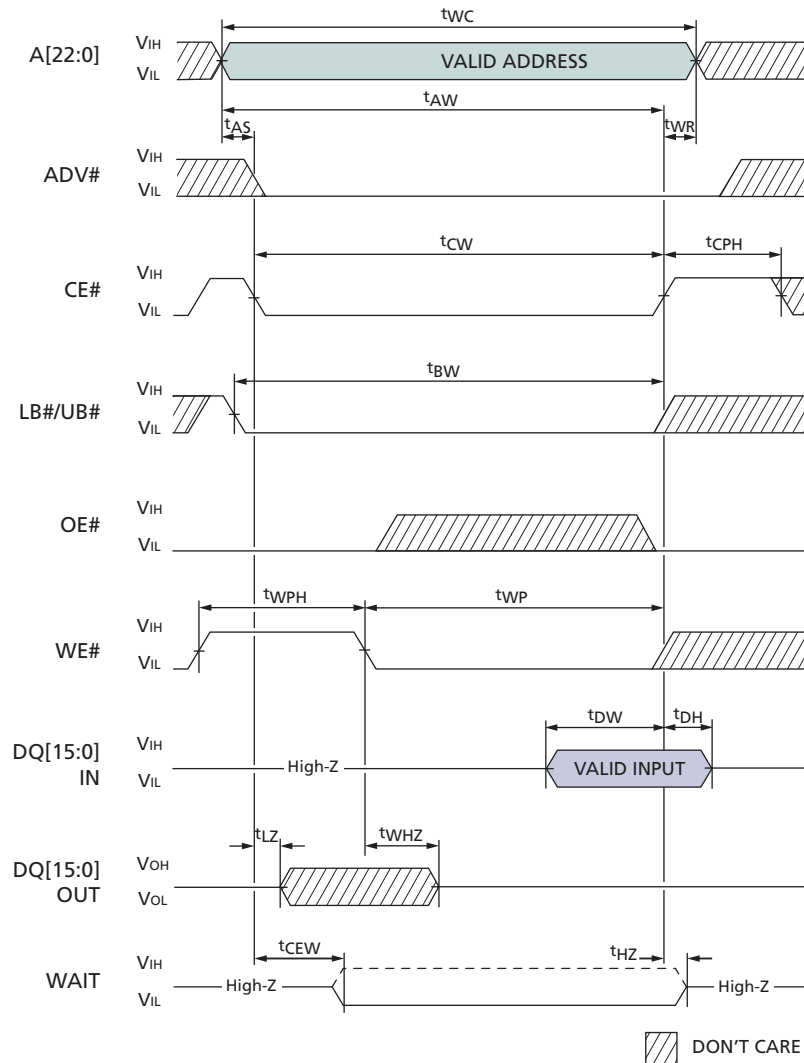 tWC
A[22:0]
VIH
VIL
VALID ADDRESS
tAW
tAS
tWR
ADV#
VIH
VIL
tCW
tCPH
CE#
VIH
VIL
tBW
LB#/UB#
VIH
VIL
OE#
VIH
VIL
tWPH
tWP
WE#
VIH
VIL
tDW
tDH
DQ[15:0]
IN
VIH
VIL
High-Z
VALID INPUT
tLZ
tWHZ
DQ[15:0]
OUT
VOH
VOL
tCEW
tHZ
WAIT
VIH
VIL
High-Z
High-Z
DON'T CARE